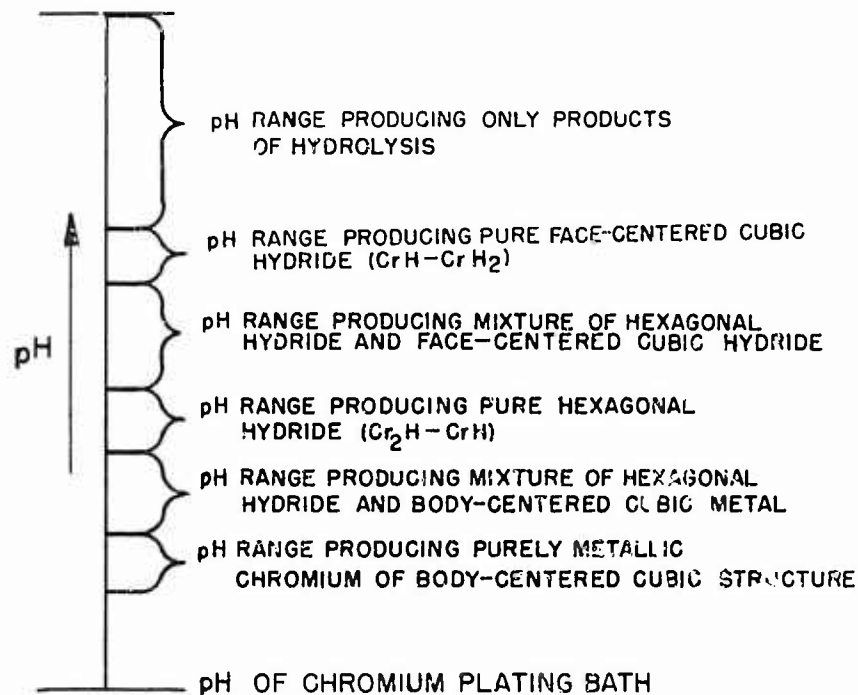 pH RANGE PRODUCING ONLY PRODUCTS
OF HYDROLYSIS
pH RANGE PRODUCING PURE FACE-CENTERED CUBIC
HYDRIDE (CrH-CrH₂)
pH RANGE PRODUCING MIXTURE OF HEXAGONAL
HYDRIDE AND FACE-CENTERED CUBIC HYDRIDE
pH
pH RANGE PRODUCING PURE HEXAGONAL
HYDRIDE (Cr₂H-CrH)
pH RANGE PRODUCING MIXTURE OF HEXAGONAL
HYDRIDE AND BODY-CENTERED CUBIC METAL
pH RANGE PRODUCING PURELY METALLIC
CHROMIUM OF BODY-CENTERED CUBIC STRUCTURE
pH OF CHROMIUM PLATING BATH